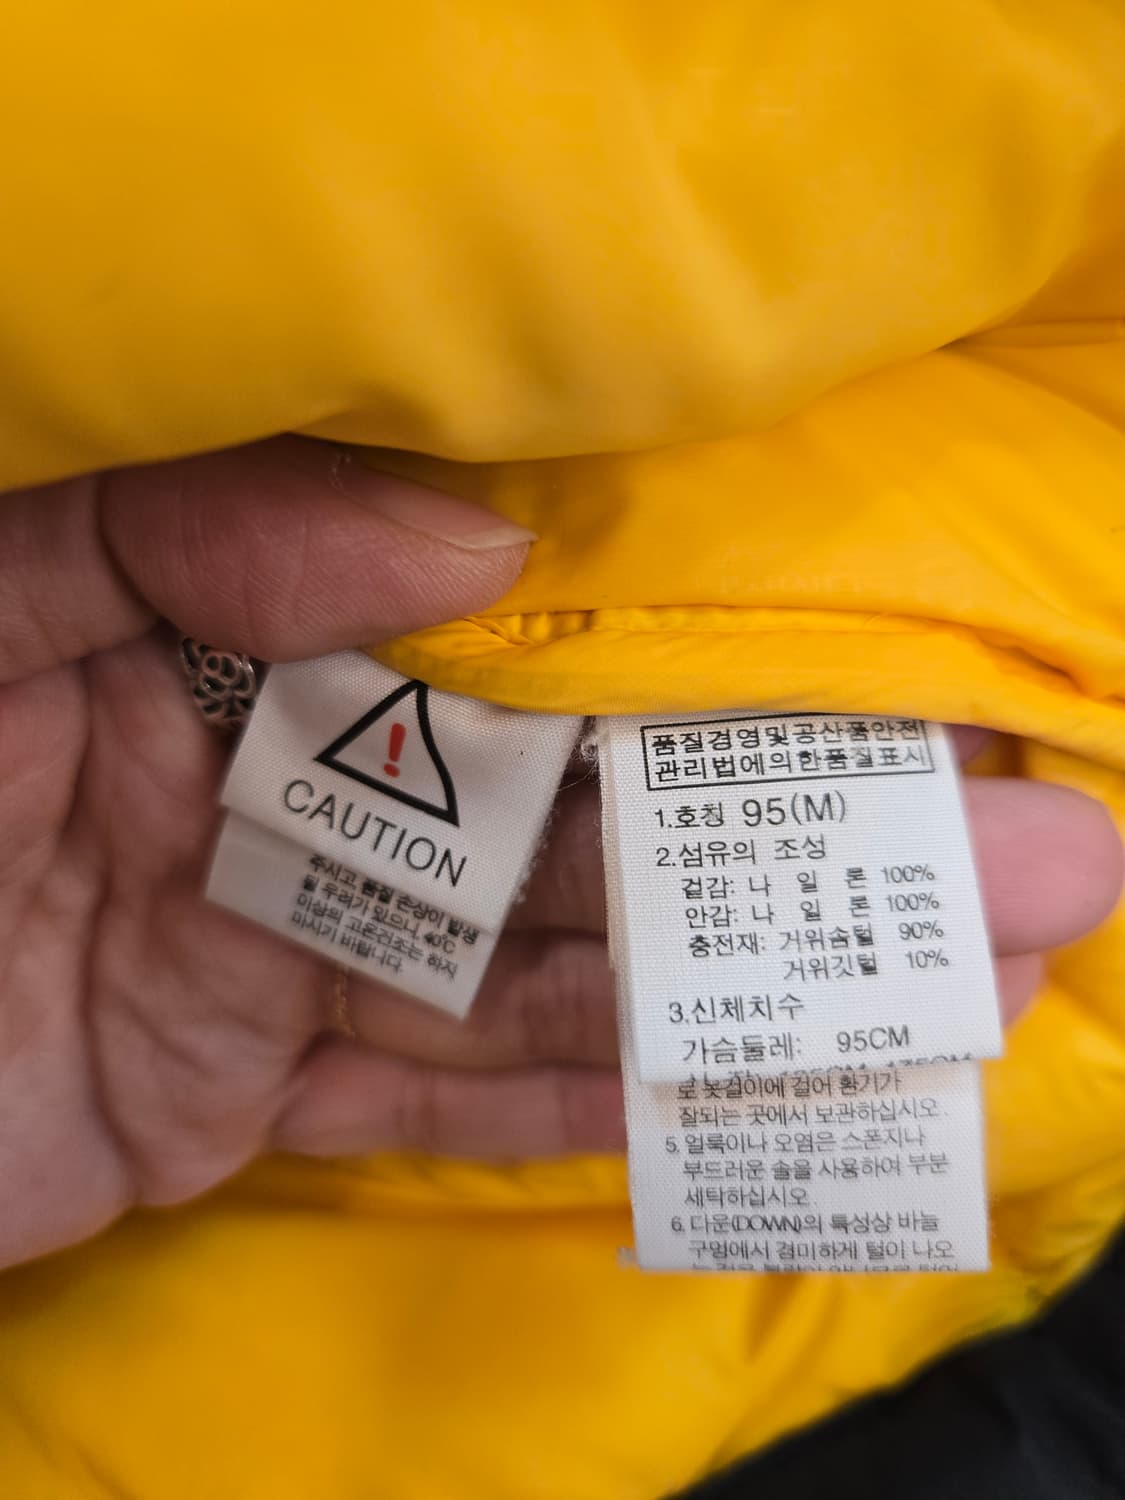 !
CAUTION
주시고, 품질 손상이 발생
될 우려가 있으니, 40℃
이상의 고온건조는 하지
마시기 바랍니다.
품질경영및공산품안전
관리법에의한품질표시
1.호칭 95(M)
2.섬유의 조성
겉감: 나 일 론 100%
안감: 나 일 론 100%
충전재: 거위솜털 90%
거위깃털 10%
3.신체치수
가슴둘레: 95CM
로 옷걸이에 걸어 환기가
잘되는 곳에서 보관하십시오.
5. 얼룩이나 오염은 스폰지나
부드러운 솔을 사용하여 부분
세탁하십시오.
6. 다운(DOWN)의 특성상 바늘
구멍에서 경미하게 털이 나오